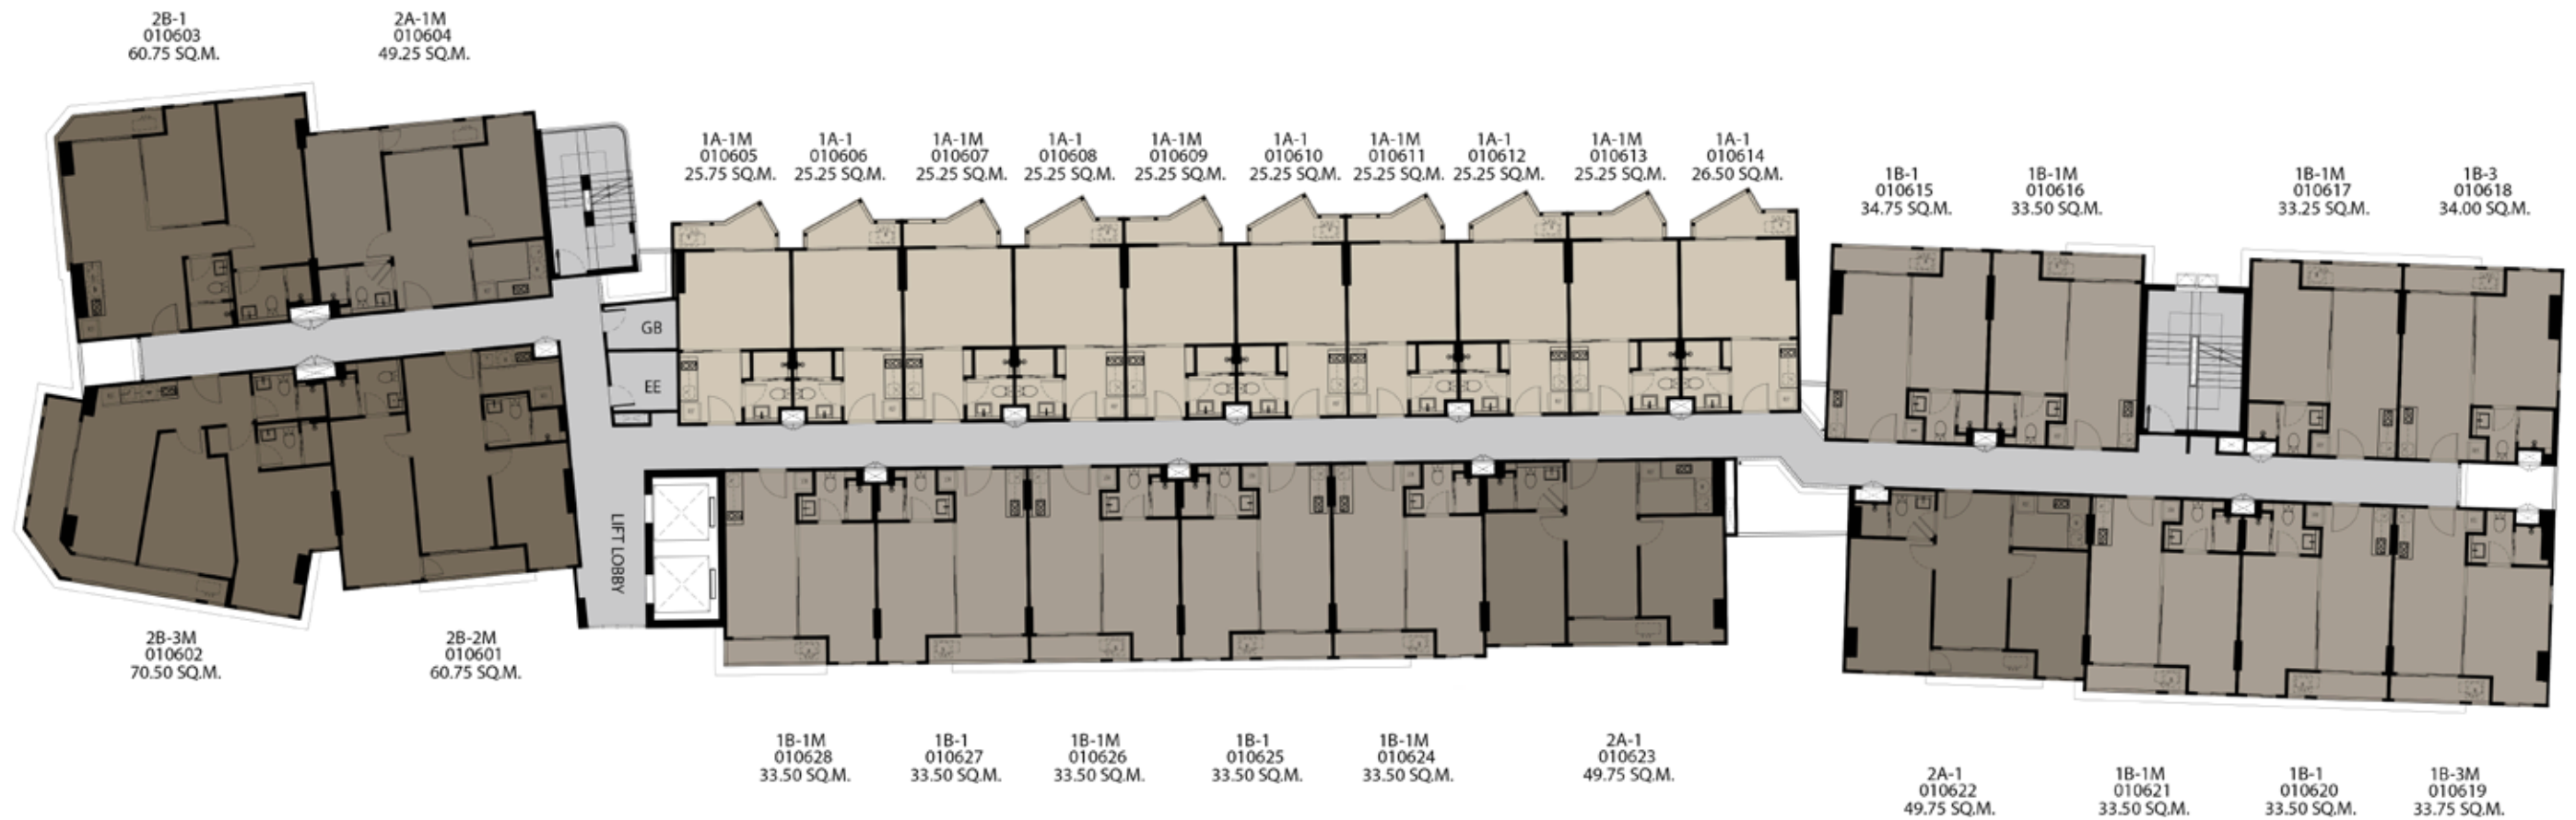 2B-1
010603
60.75 SQ.M.
2A-1M
010604
49.25 SQ.M.
1A-1M
010605
25.75 SQ.M.
1A-1
010606
25.25 SQ.M.
1A-1M
010607
25.25 SQ.M.
1A-1
010608
25.25 SQ.M.
1A-1M
010609
25.25 SQ.M.
1A-1
010610
25.25 SQ.M.
1A-1M
010611
25.25 SQ.M.
1A-1
010612
25.25 SQ.M.
1A-1M
010613
25.25 SQ.M.
1A-1
010614
26.50 SQ.M.
1B-1
010615
34.75 SQ.M.
1B-1M
010616
33.50 SQ.M.
1B-1M
010617
33.25 SQ.M.
1B-3
010618
34.00 SQ.M.
GB
EE
LIFT LOBBY
2B-3M
010602
70.50 SQ.M.
2B-2M
010601
60.75 SQ.M.
1B-1M
010628
33.50 SQ.M.
1B-1
010627
33.50 SQ.M.
1B-1M
010626
33.50 SQ.M.
1B-1
010625
33.50 SQ.M.
1B-1M
010624
33.50 SQ.M.
2A-1
010623
49.75 SQ.M.
2A-1
010622
49.75 SQ.M.
1B-1M
010621
33.50 SQ.M.
1B-1
010620
33.50 SQ.M.
1B-3M
010619
33.75 SQ.M.